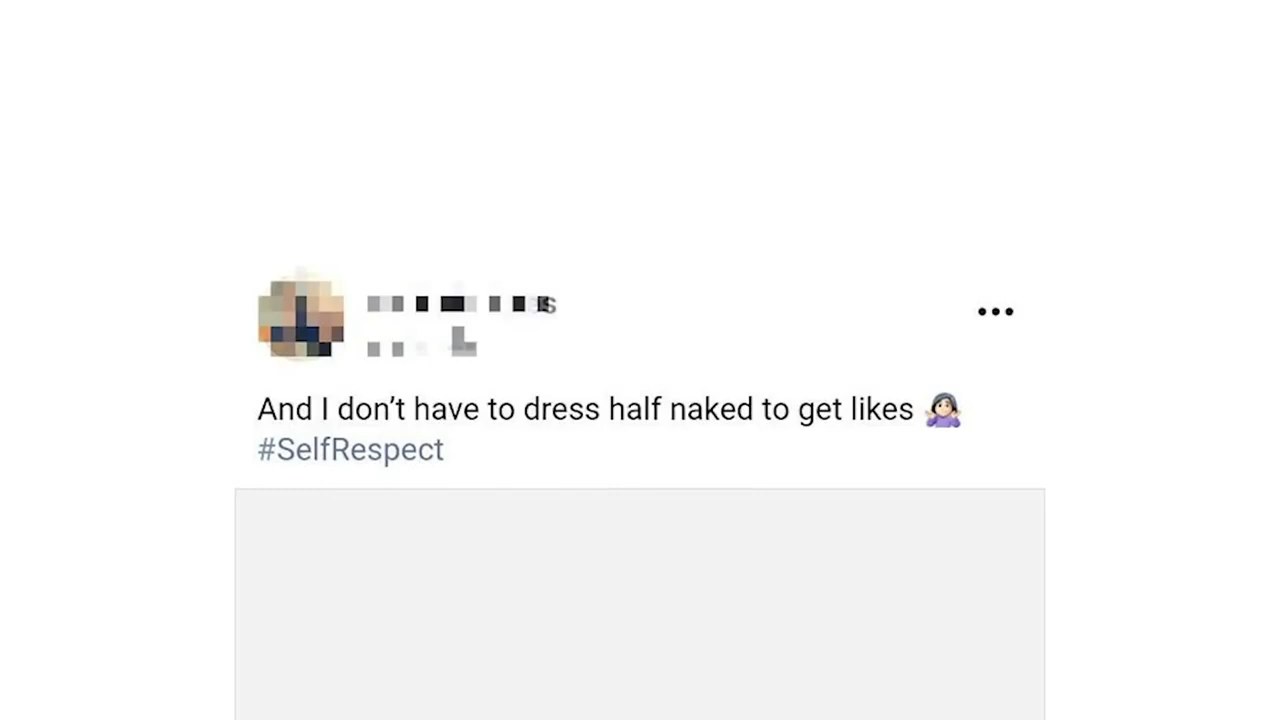 And I don’t have to dress half naked to get likes 🤷🏻‍♀️
#SelfRespect